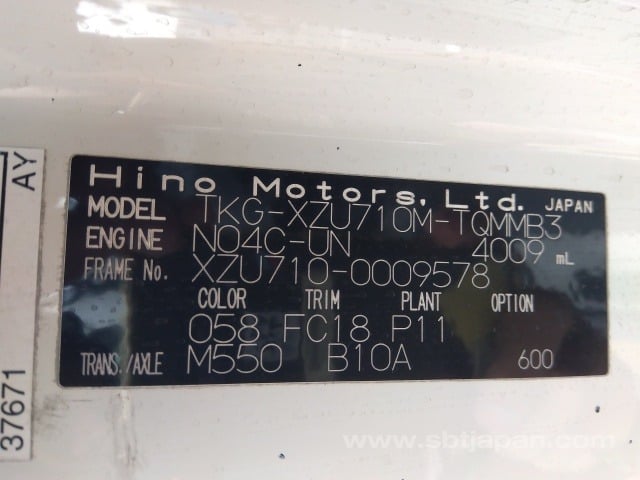 Hino Motors, Ltd. JAPAN
MODEL TKG-XZU710M-TQMMB3
ENGINE N04C-UN 4009 mL
FRAME No. XZU710-0009578
COLOR TRIM PLANT OPTION
058 FC18 P11
TRANS./AXLE M550 B10A 600
37671 AY
www.sbtjapan.com